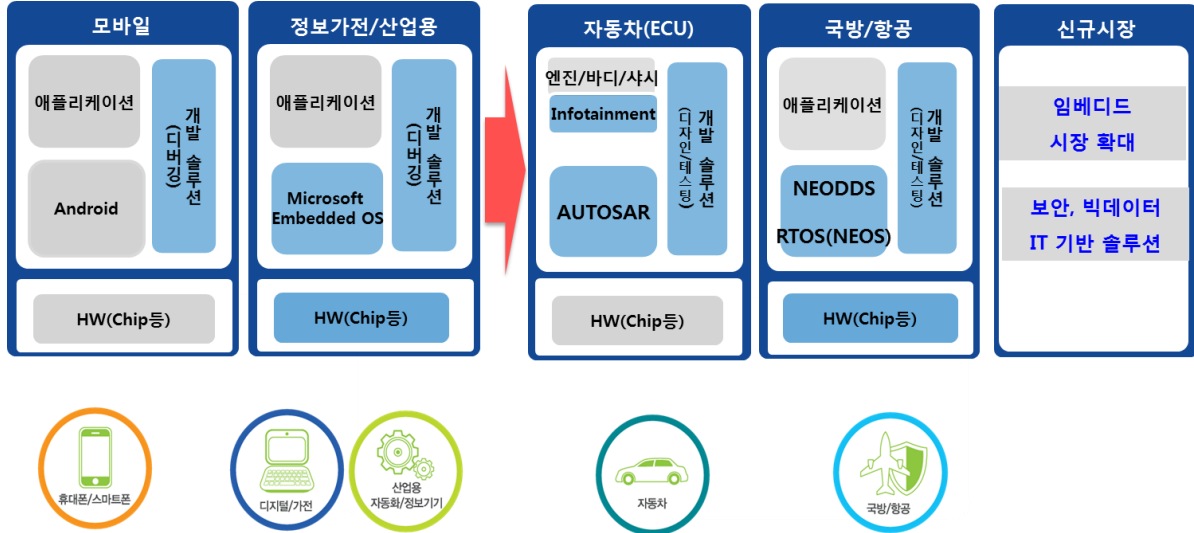 모바일
애플리케이션
개발 솔루션
(디버깅)
Android
HW(Chip등)
정보가전/산업용
애플리케이션
개발 솔루션
(디버깅)
Microsoft
Embedded OS
HW(Chip등)
자동차(ECU)
엔진/바디/샤시
Infotainment
개발 솔루션
(디자인/테스팅)
AUTOSAR
HW(Chip등)
국방/항공
애플리케이션
개발 솔루션
(디자인/테스팅)
NEODDS
RTOS(NEOS)
HW(Chip등)
신규시장
임베디드
시장 확대
보안, 빅데이터
IT 기반 솔루션
휴대폰/스마트폰
디지털/가전
산업용
자동화/정보기기
자동차
국방/항공